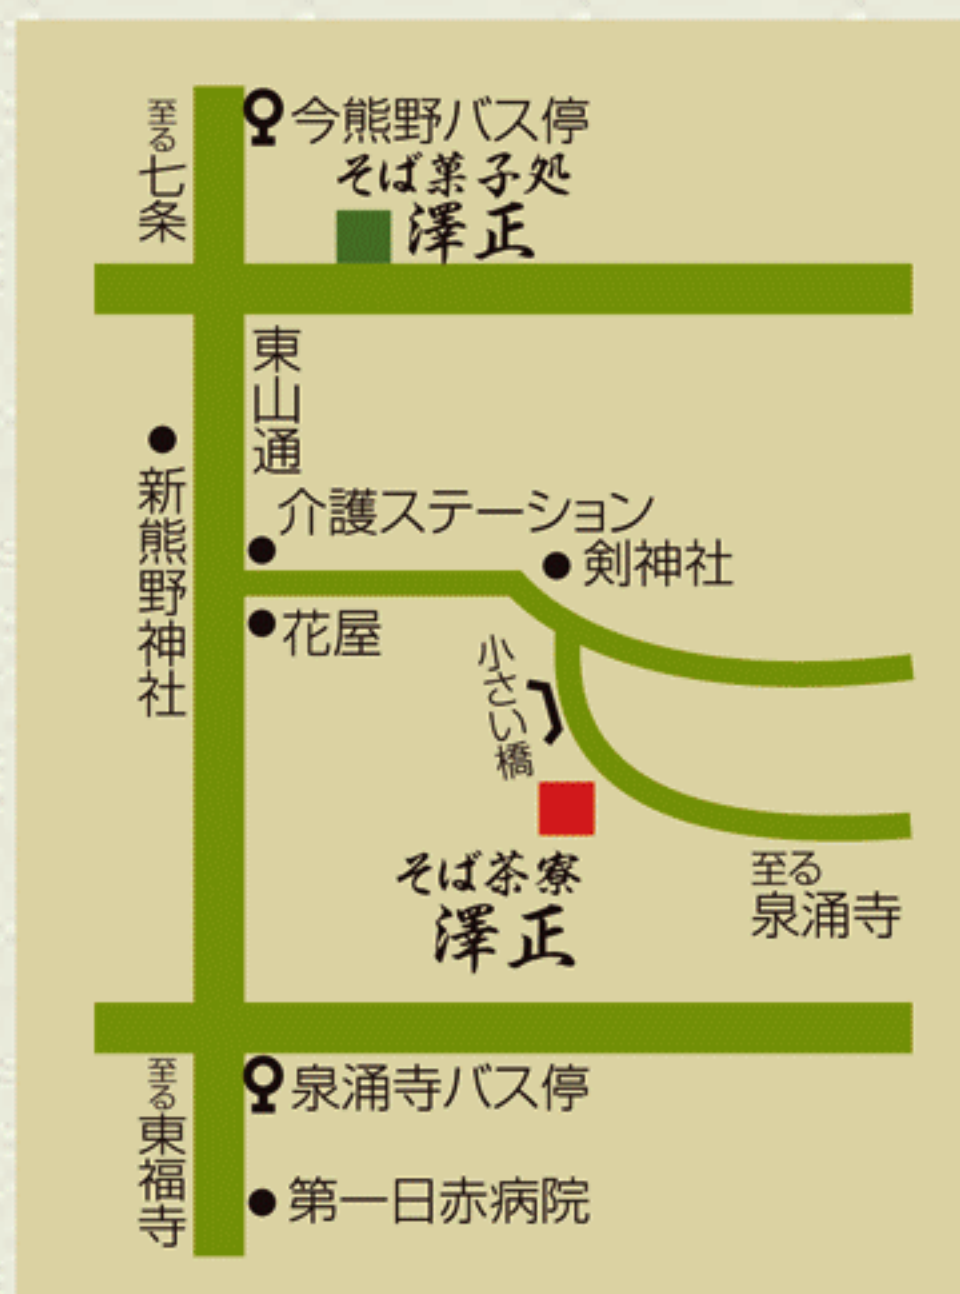 至る七条
今熊野バス停
そば菓子処
澤正
東山通
新熊野神社
介護ステーション
剣神社
花屋
小さい橋
そば茶寮
澤正
至る
泉涌寺
至る東福寺
泉涌寺バス停
第一日赤病院